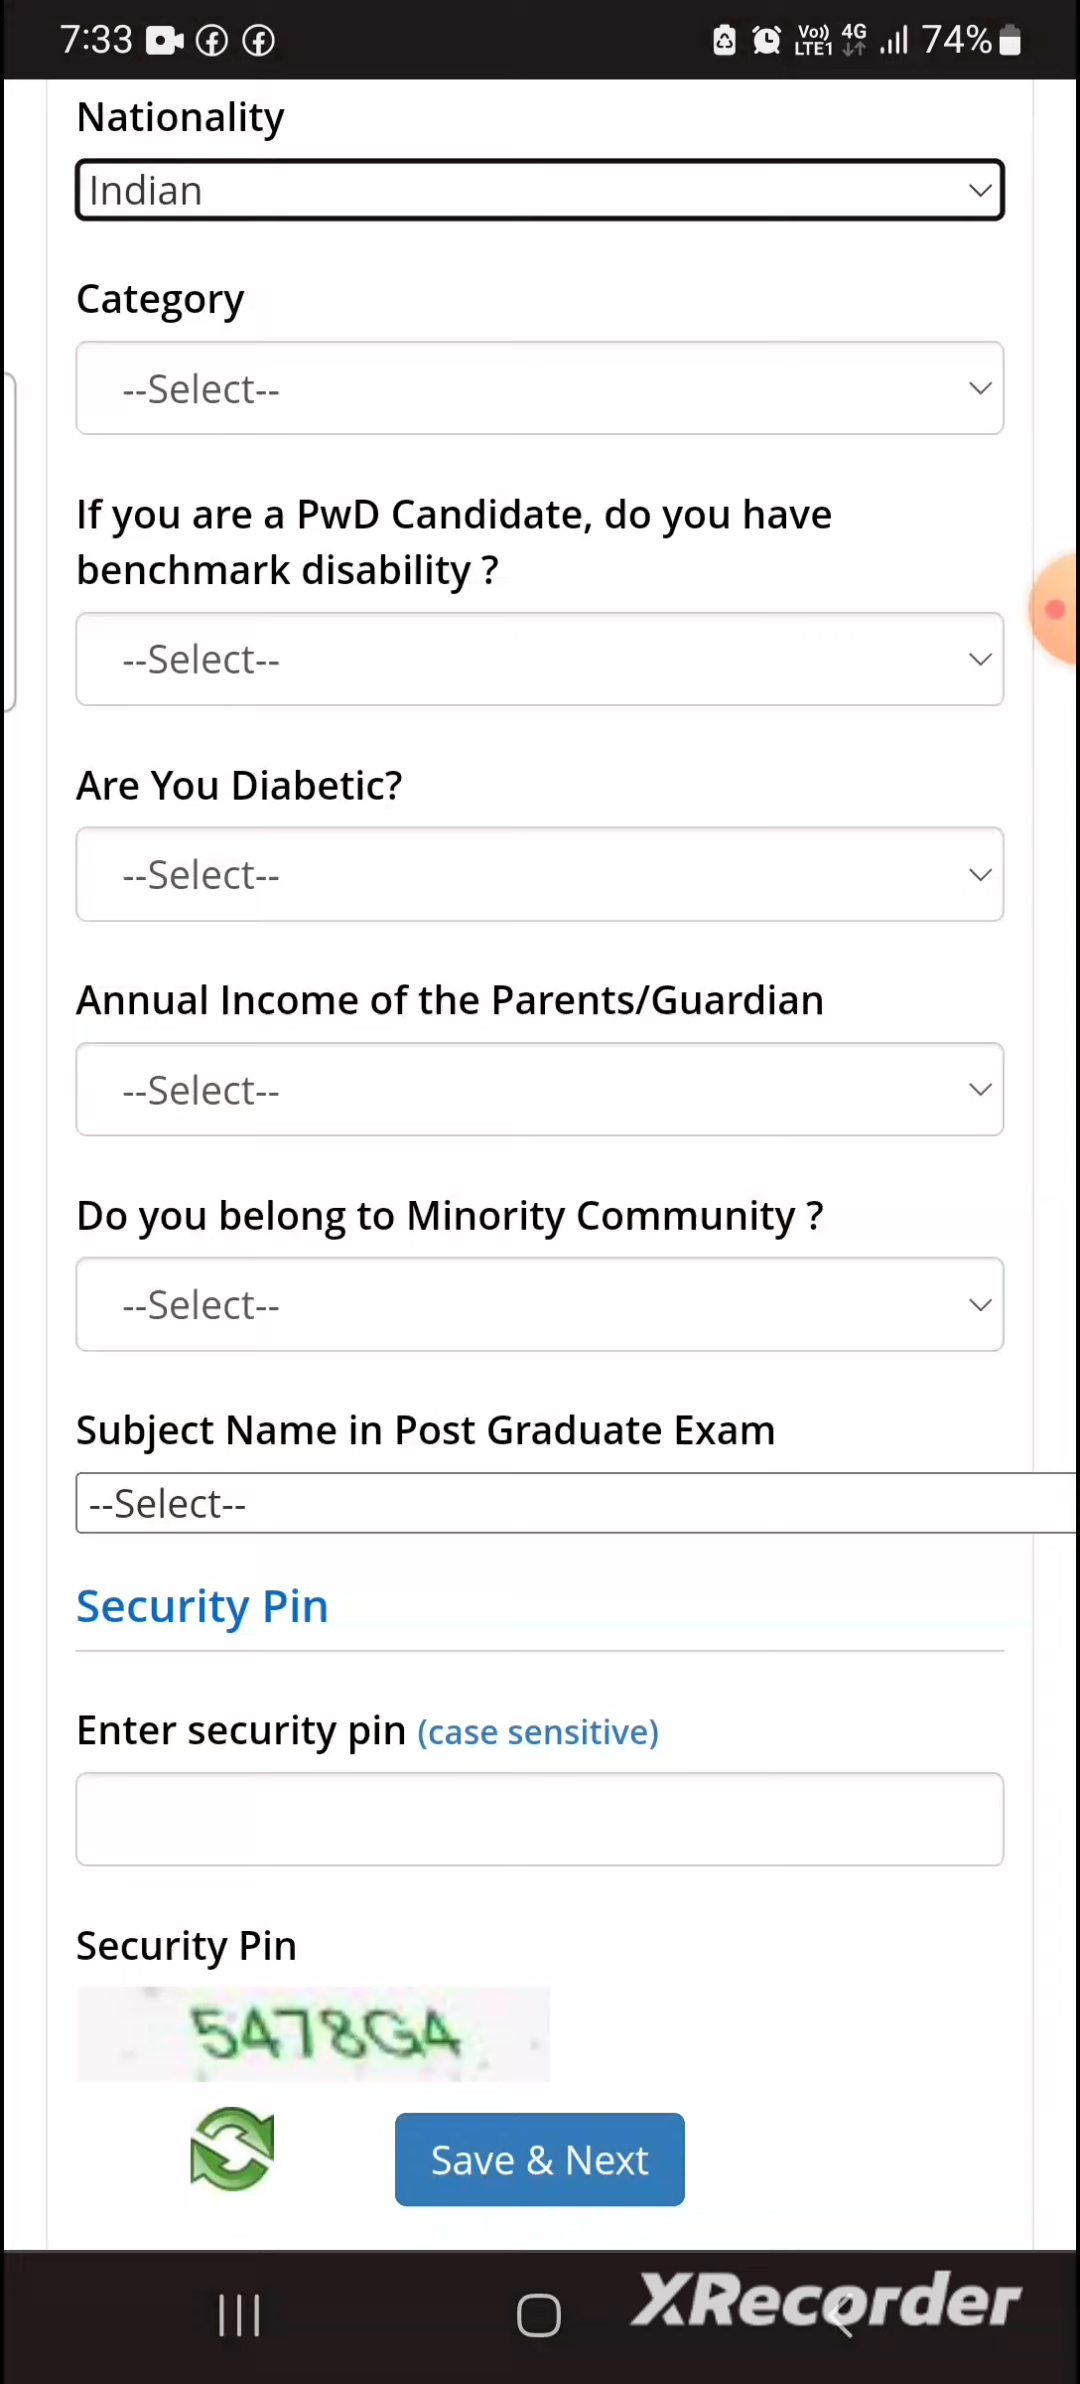 7:33
Vo)) 4G
LTE1
74%
Nationality
Indian
Category
--Select--
If you are a PwD Candidate, do you have
benchmark disability ?
--Select--
Are You Diabetic?
--Select--
Annual Income of the Parents/Guardian
--Select--
Do you belong to Minority Community ?
--Select--
Subject Name in Post Graduate Exam
--Select--
Security Pin
Enter security pin (case sensitive)
Security Pin
5478G4
Save & Next
XRecorder